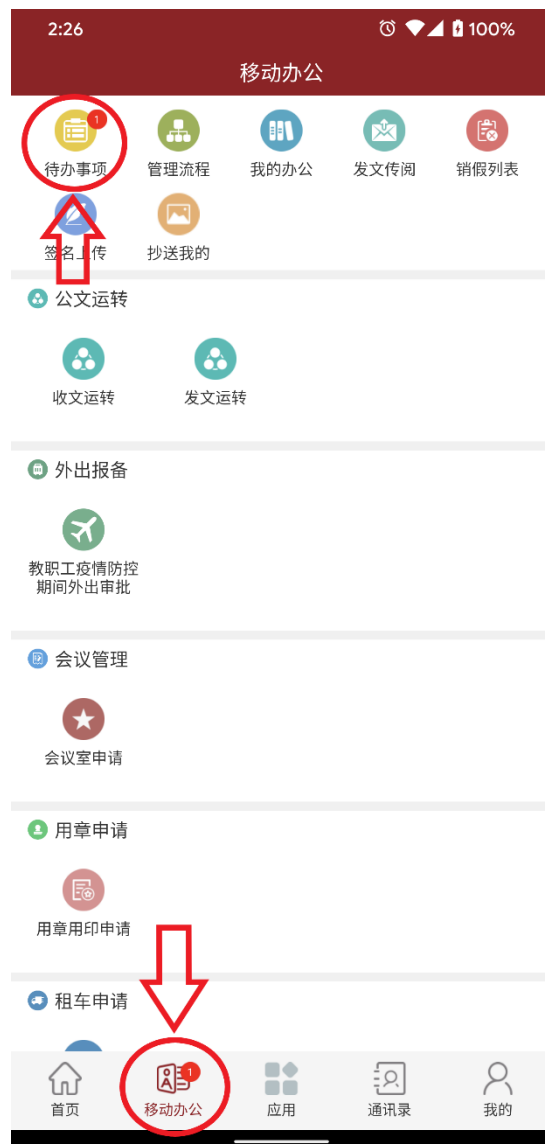 2:26 100%
移动办公
1
待办事项 管理流程 我的办公 发文传阅 销假列表
签名上传 抄送我的
公文运转
收文运转 发文运转
外出报备
教职工疫情防控
期间外出审批
会议管理
会议室申请
用章申请
用章用印申请
租车申请
1
首页 移动办公 应用 通讯录 我的